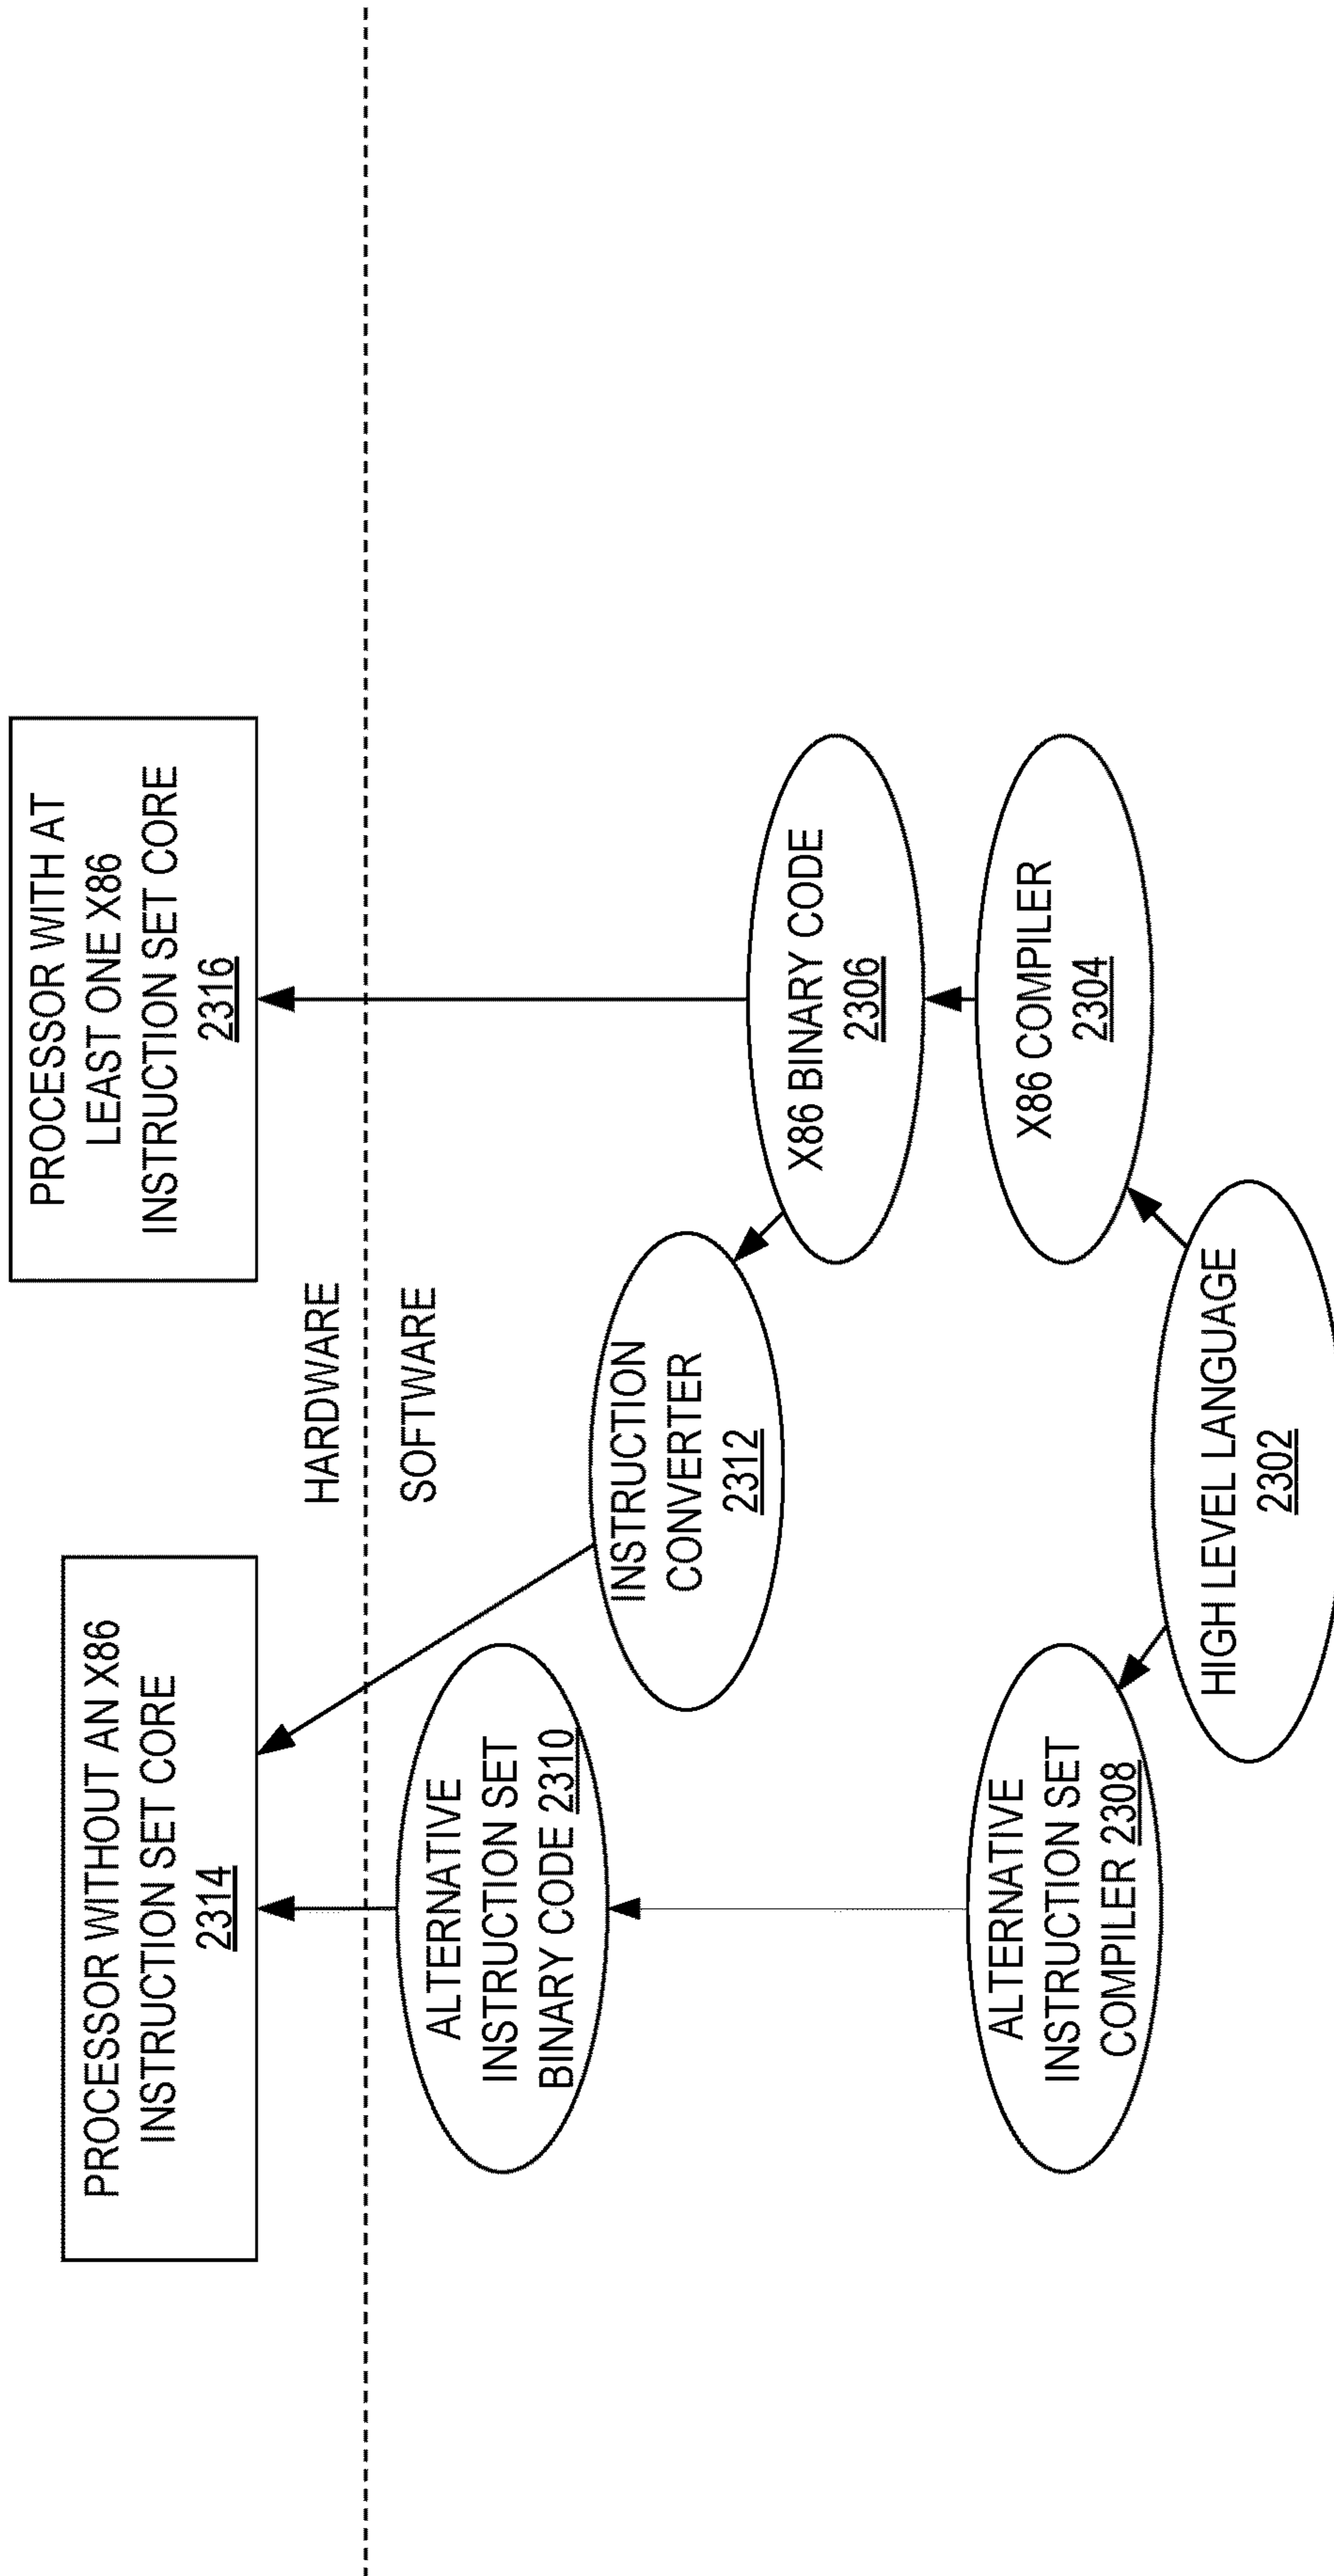 PROCESSOR WITHOUT AN X86
INSTRUCTION SET CORE
2314
PROCESSOR WITH AT
LEAST ONE X86
INSTRUCTION SET CORE
2316
HARDWARE
SOFTWARE
ALTERNATIVE
INSTRUCTION SET
BINARY CODE 2310
INSTRUCTION
CONVERTER
2312
X86 BINARY CODE
2306
ALTERNATIVE
INSTRUCTION SET
COMPILER 2308
X86 COMPILER
2304
HIGH LEVEL LANGUAGE
2302